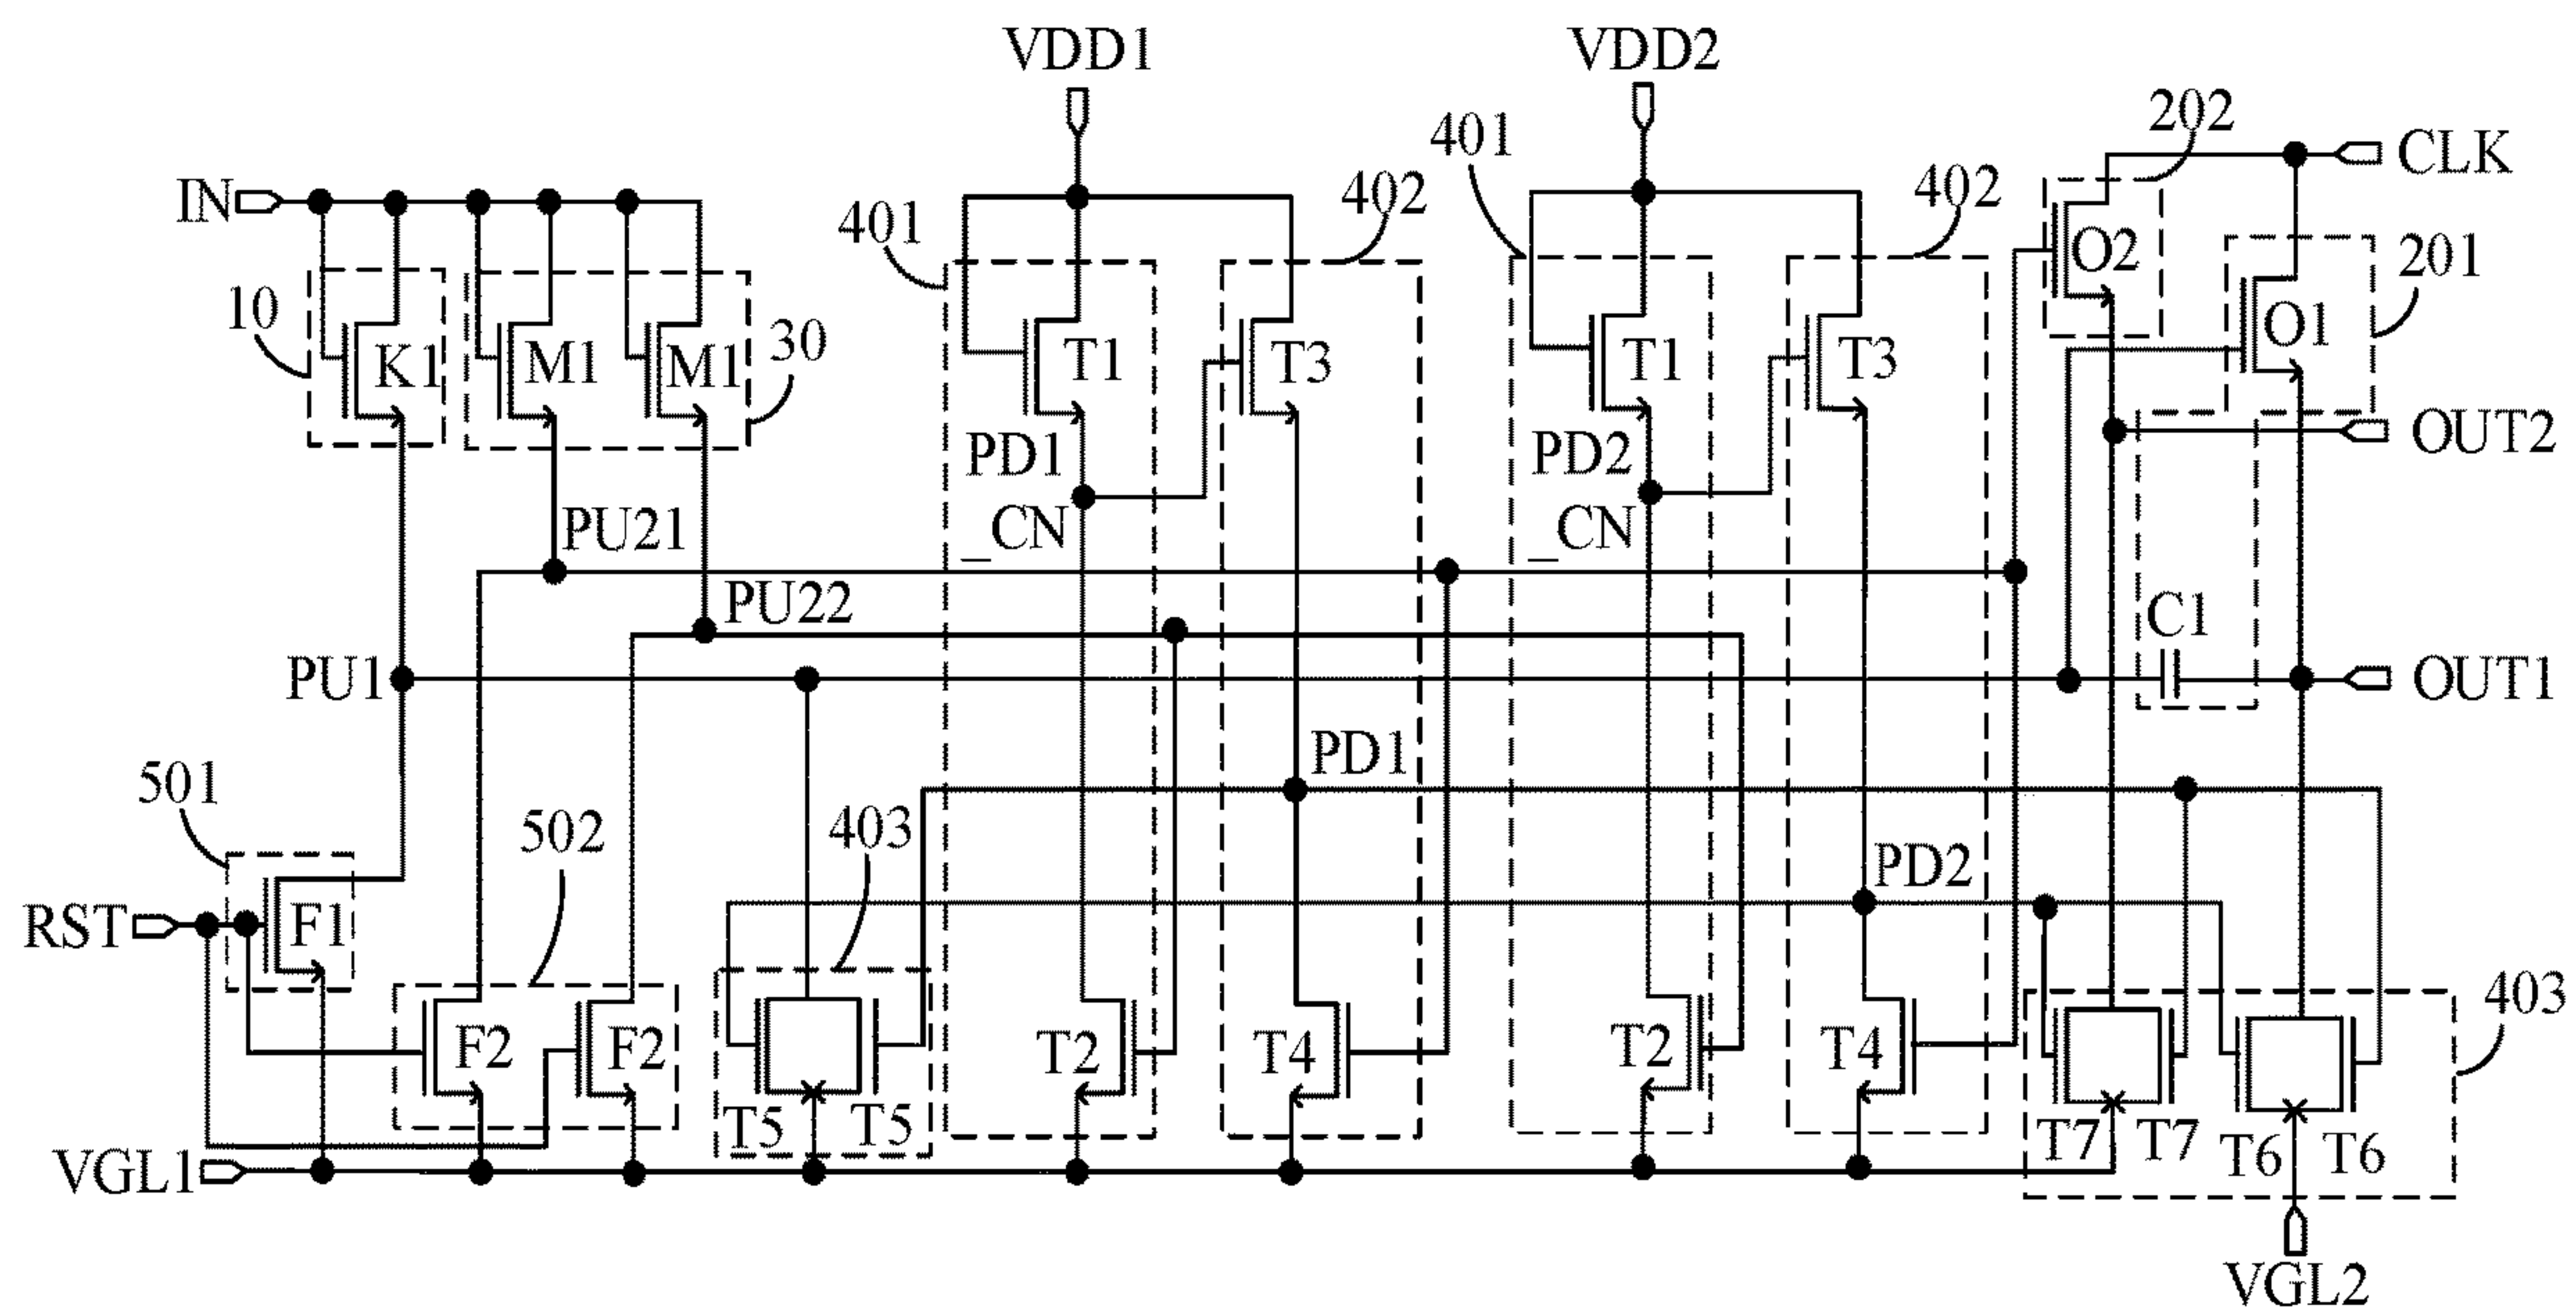 VDD1
VDD2
202
401
CLK
IN
401
402
402
O2
201
10
30
O1
K1
M1
M1
T1
T3
T1
T3
PD1
_CN
PD2
_CN
OUT2
PU21
PU22
C1
PU1
OUT1
PD1
501
502
403
PD2
RST
F1
403
F2
F2
T2
T4
T2
T4
T5
T5
T7
T7
T6
T6
VGL1
VGL2